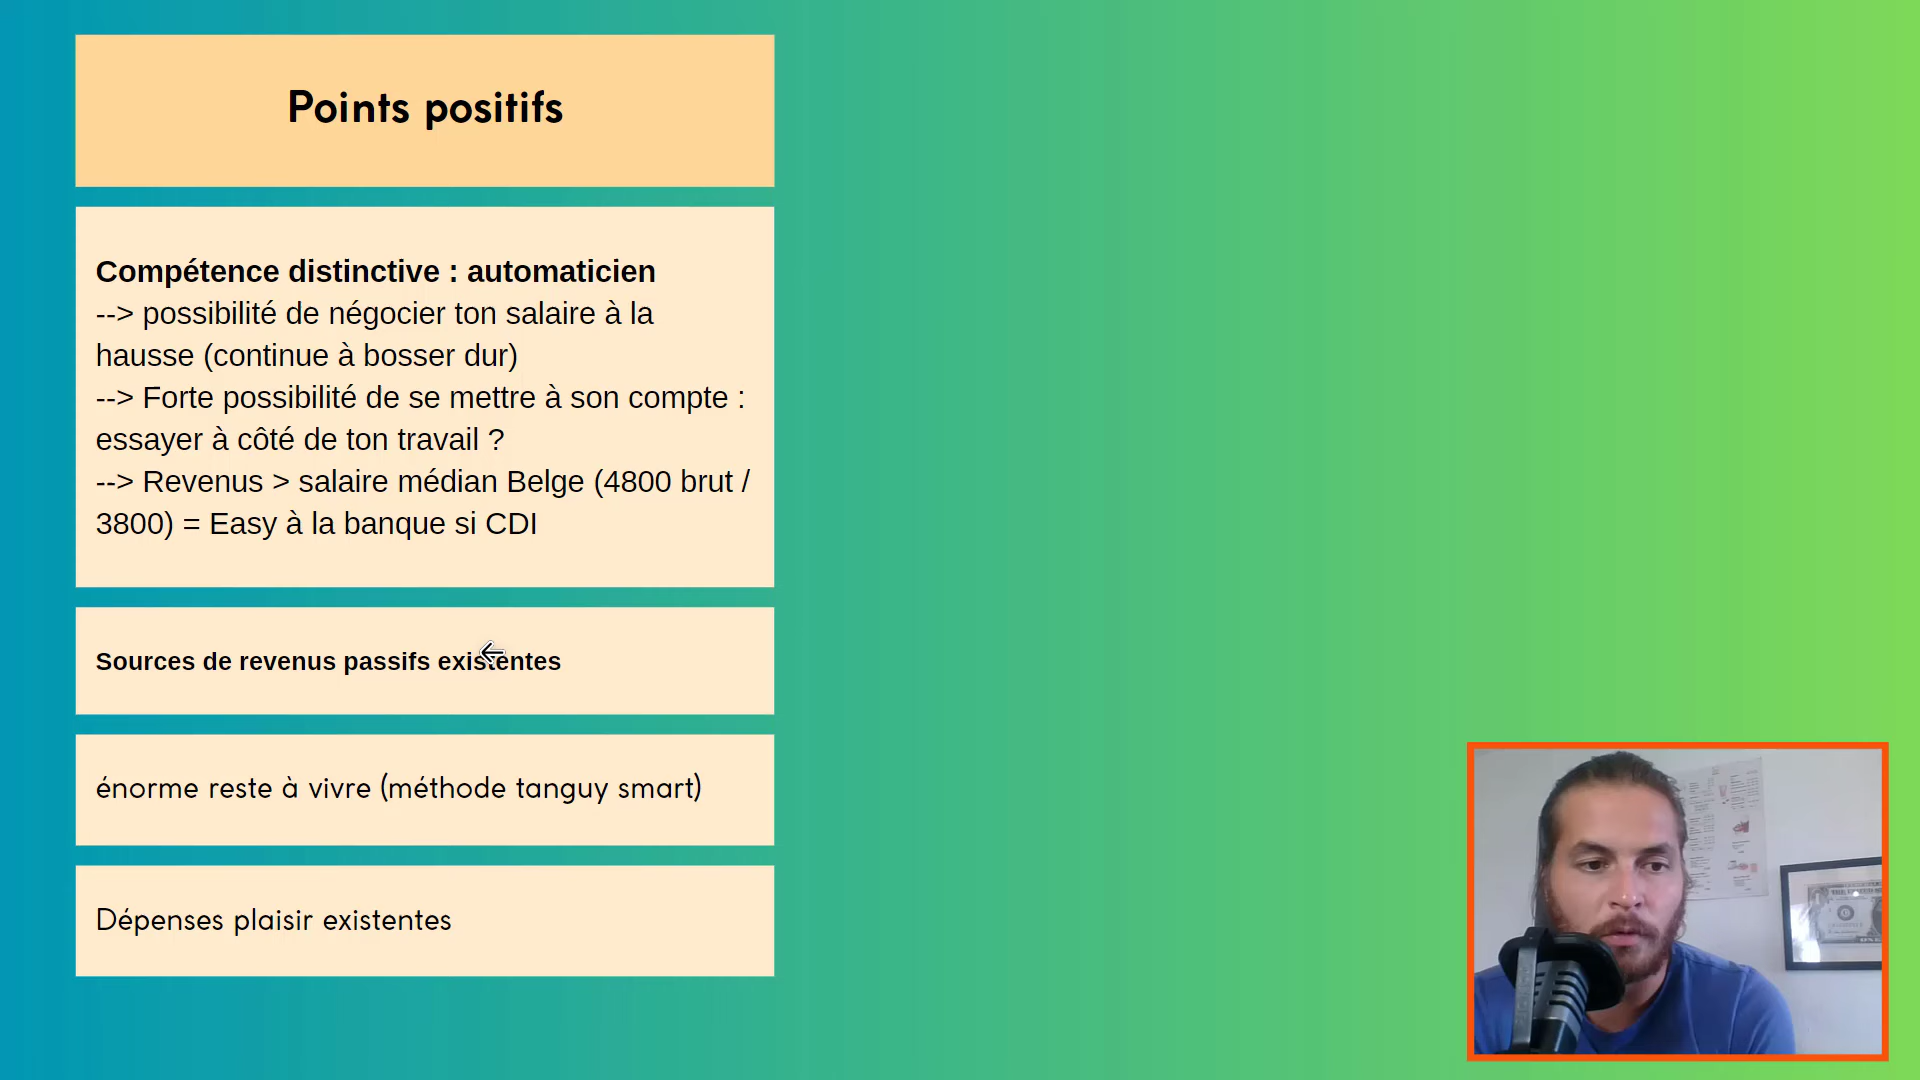 Points positifs
Compétence distinctive : automaticien
--> possibilité de négocier ton salaire à la
hausse (continue à bosser dur)
--> Forte possibilité de se mettre à son compte :
essayer à côté de ton travail ?
--> Revenus > salaire médian Belge (4800 brut /
3800) = Easy à la banque si CDI
Sources de revenus passifs existentes
énorme reste à vivre (méthode tanguy smart)
Dépenses plaisir existentes